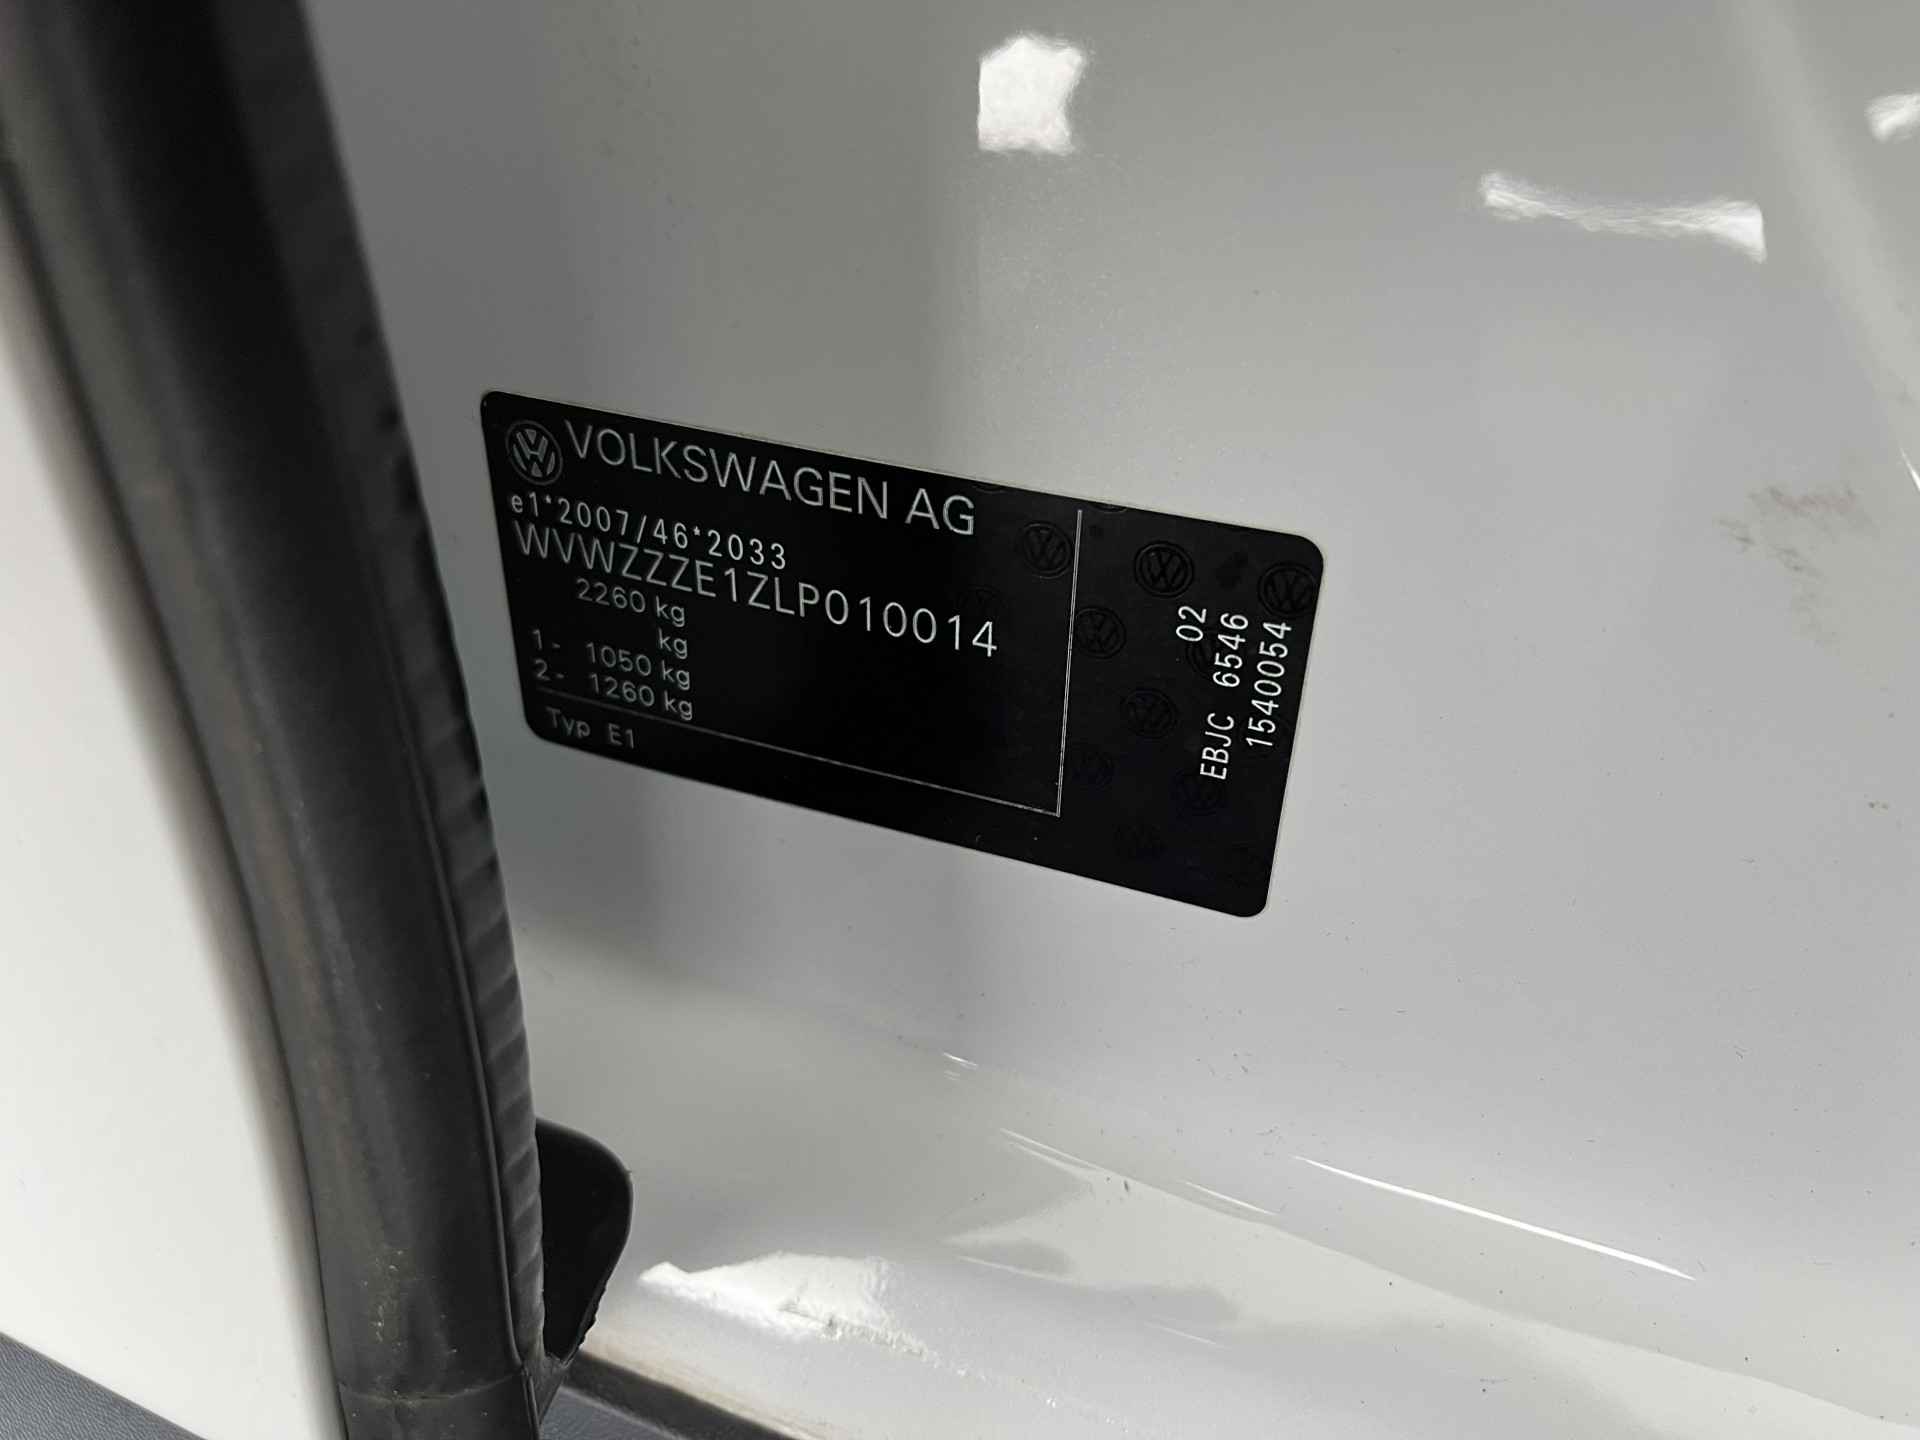 VOLKSWAGEN AG
e1*2007/46*2033
WVWZZZE1ZLP010014
2260 kg
kg
1- 1050 kg
2- 1260 kg
Typ E1
02
EBJC 6546
1540054